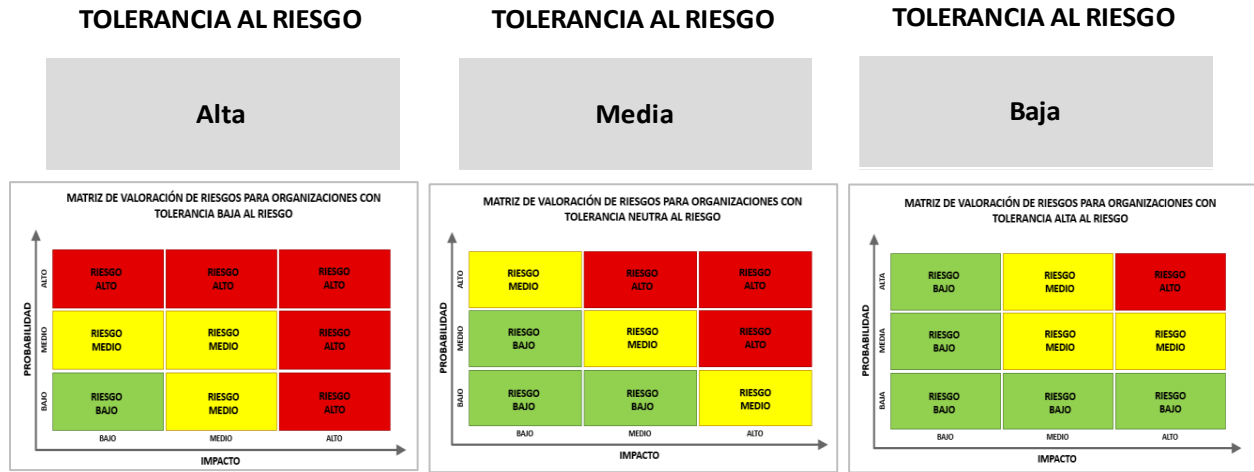 TOLERANCIA AL RIESGO
Alta
MATRIZ DE VALORACIÓN DE RIESGOS PARA ORGANIZACIONES CON
TOLERANCIA BAJA AL RIESGO
PROBABILIDAD
ALTO
RIESGO
ALTO
RIESGO
ALTO
RIESGO
ALTO
MEDIO
RIESGO
MEDIO
RIESGO
MEDIO
RIESGO
ALTO
BAJO
RIESGO
BAJO
RIESGO
MEDIO
RIESGO
ALTO
BAJO
MEDIO
ALTO
IMPACTO
TOLERANCIA AL RIESGO
Media
MATRIZ DE VALORACIÓN DE RIESGOS PARA ORGANIZACIONES CON
TOLERANCIA NEUTRA AL RIESGO
PROBABILIDAD
ALTO
RIESGO
MEDIO
RIESGO
ALTO
RIESGO
ALTO
MEDIO
RIESGO
BAJO
RIESGO
MEDIO
RIESGO
ALTO
BAJO
RIESGO
BAJO
RIESGO
BAJO
RIESGO
MEDIO
BAJO
MEDIO
ALTO
IMPACTO
TOLERANCIA AL RIESGO
Baja
MATRIZ DE VALORACIÓN DE RIESGOS PARA ORGANIZACIONES CON
TOLERANCIA ALTA AL RIESGO
PROBABILIDAD
ALTA
RIESGO
BAJO
RIESGO
MEDIO
RIESGO
ALTO
MEDIA
RIESGO
BAJO
RIESGO
MEDIO
RIESGO
MEDIO
BAJA
RIESGO
BAJO
RIESGO
BAJO
RIESGO
BAJO
BAJO
MEDIO
ALTO
IMPACTO